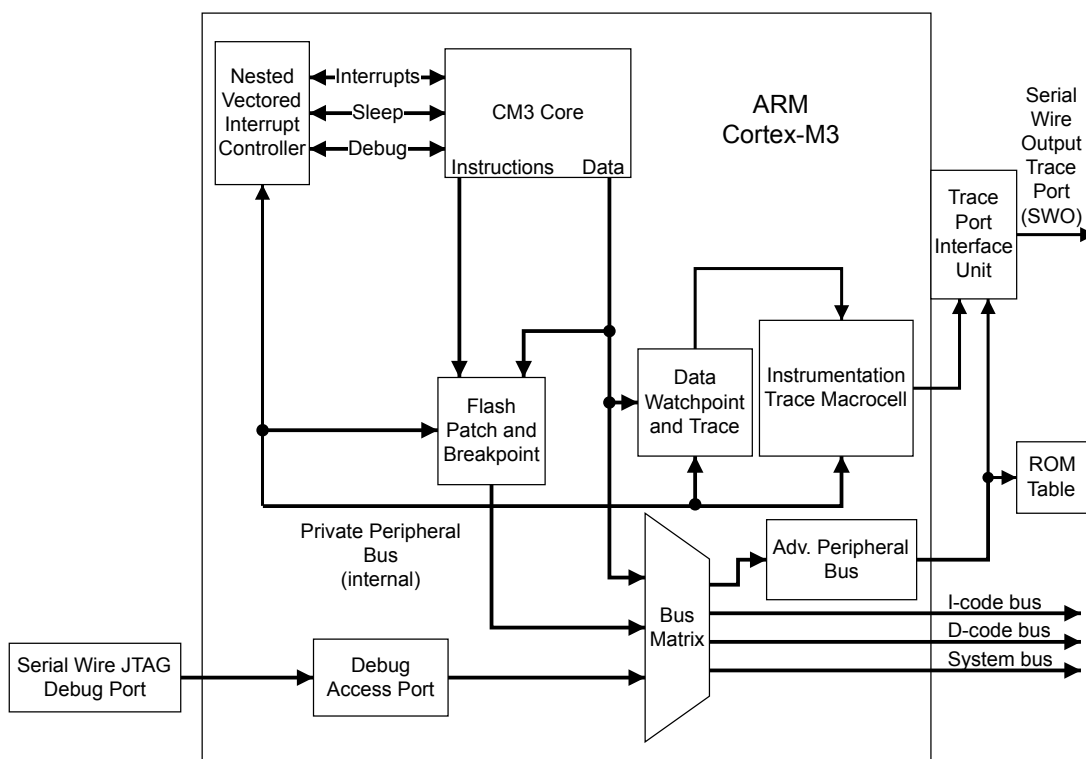 Nested
Vectored
Interrupt
Controller
Interrupts
Sleep
Debug
CM3 Core
Instructions
Data
ARM
Cortex-M3
Serial
Wire
Output
Trace
Port
(SWO)
Trace
Port
Interface
Unit
Flash
Patch and
Breakpoint
Data
Watchpoint
and Trace
Instrumentation
Trace Macrocell
ROM
Table
Private Peripheral
Bus
(internal)
Adv. Peripheral
Bus
Bus
Matrix
I-code bus
D-code bus
System bus
Serial Wire JTAG
Debug Port
Debug
Access Port